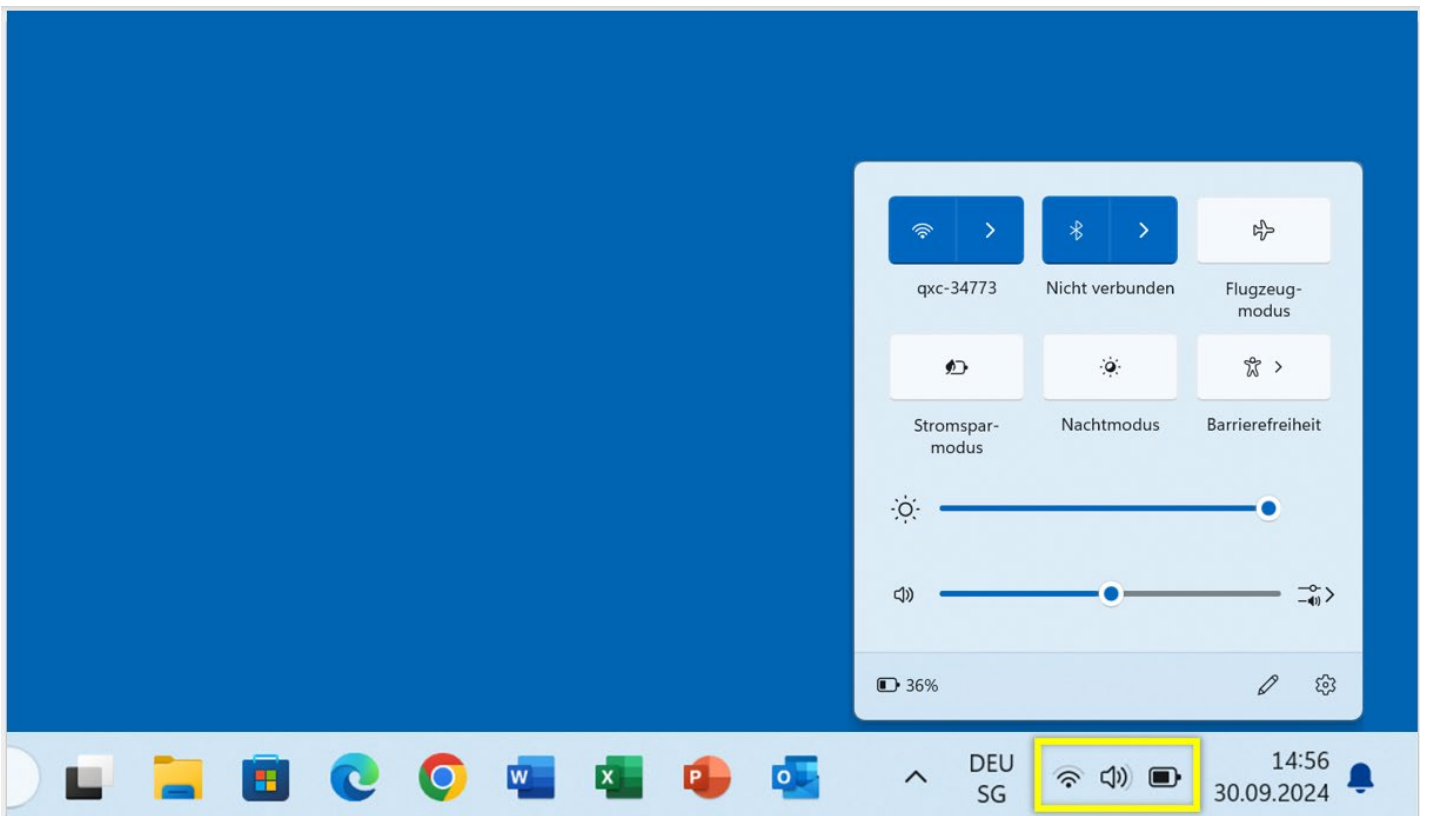 qxc-34773
Nicht verbunden
Flugzeug-
modus
Stromspar-
modus
Nachtmodus
Barrierefreiheit
36%
W
X
P
O
DEU
SG
14:56
30.09.2024